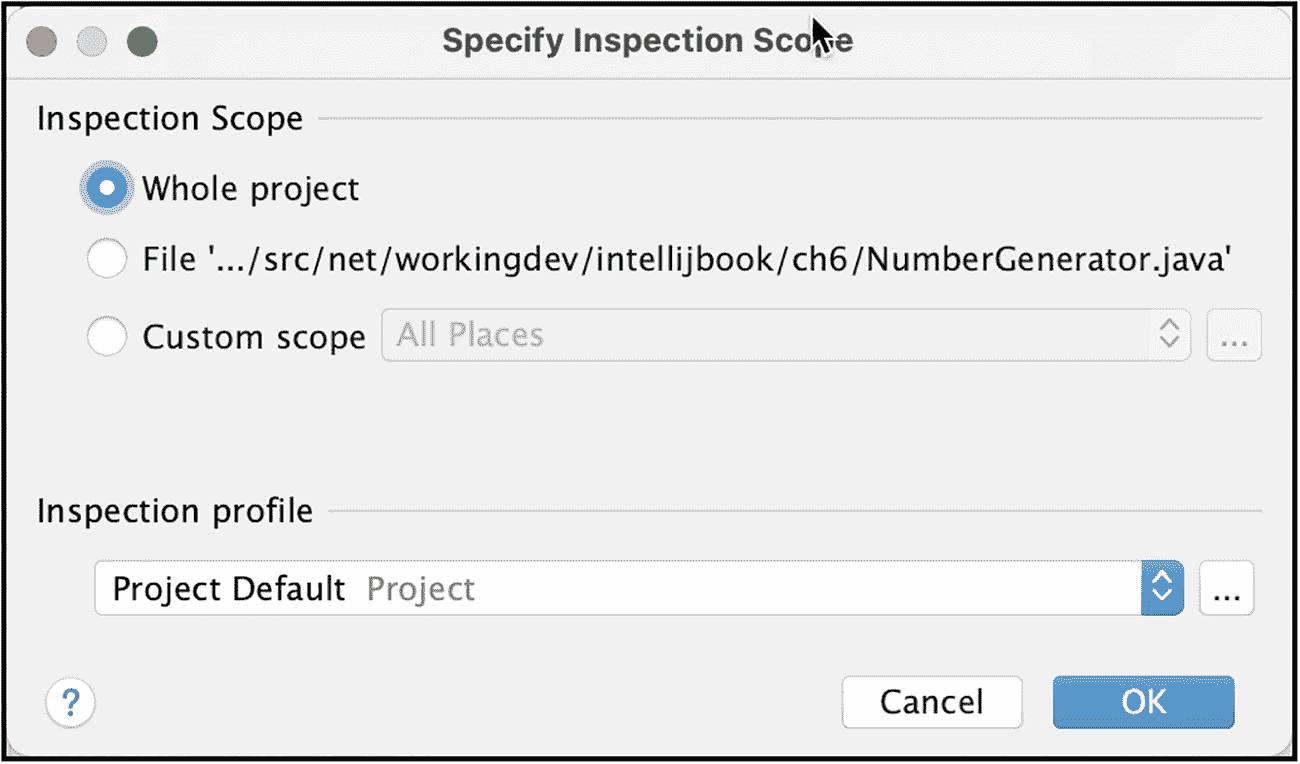 Specify Inspection Scope
Inspection Scope
Whole project
File '.../src/net/workingdev/intellijbook/ch6/NumberGenerator.java'
Custom scope All Places ...
Inspection profile
Project Default Project ...
? Cancel OK